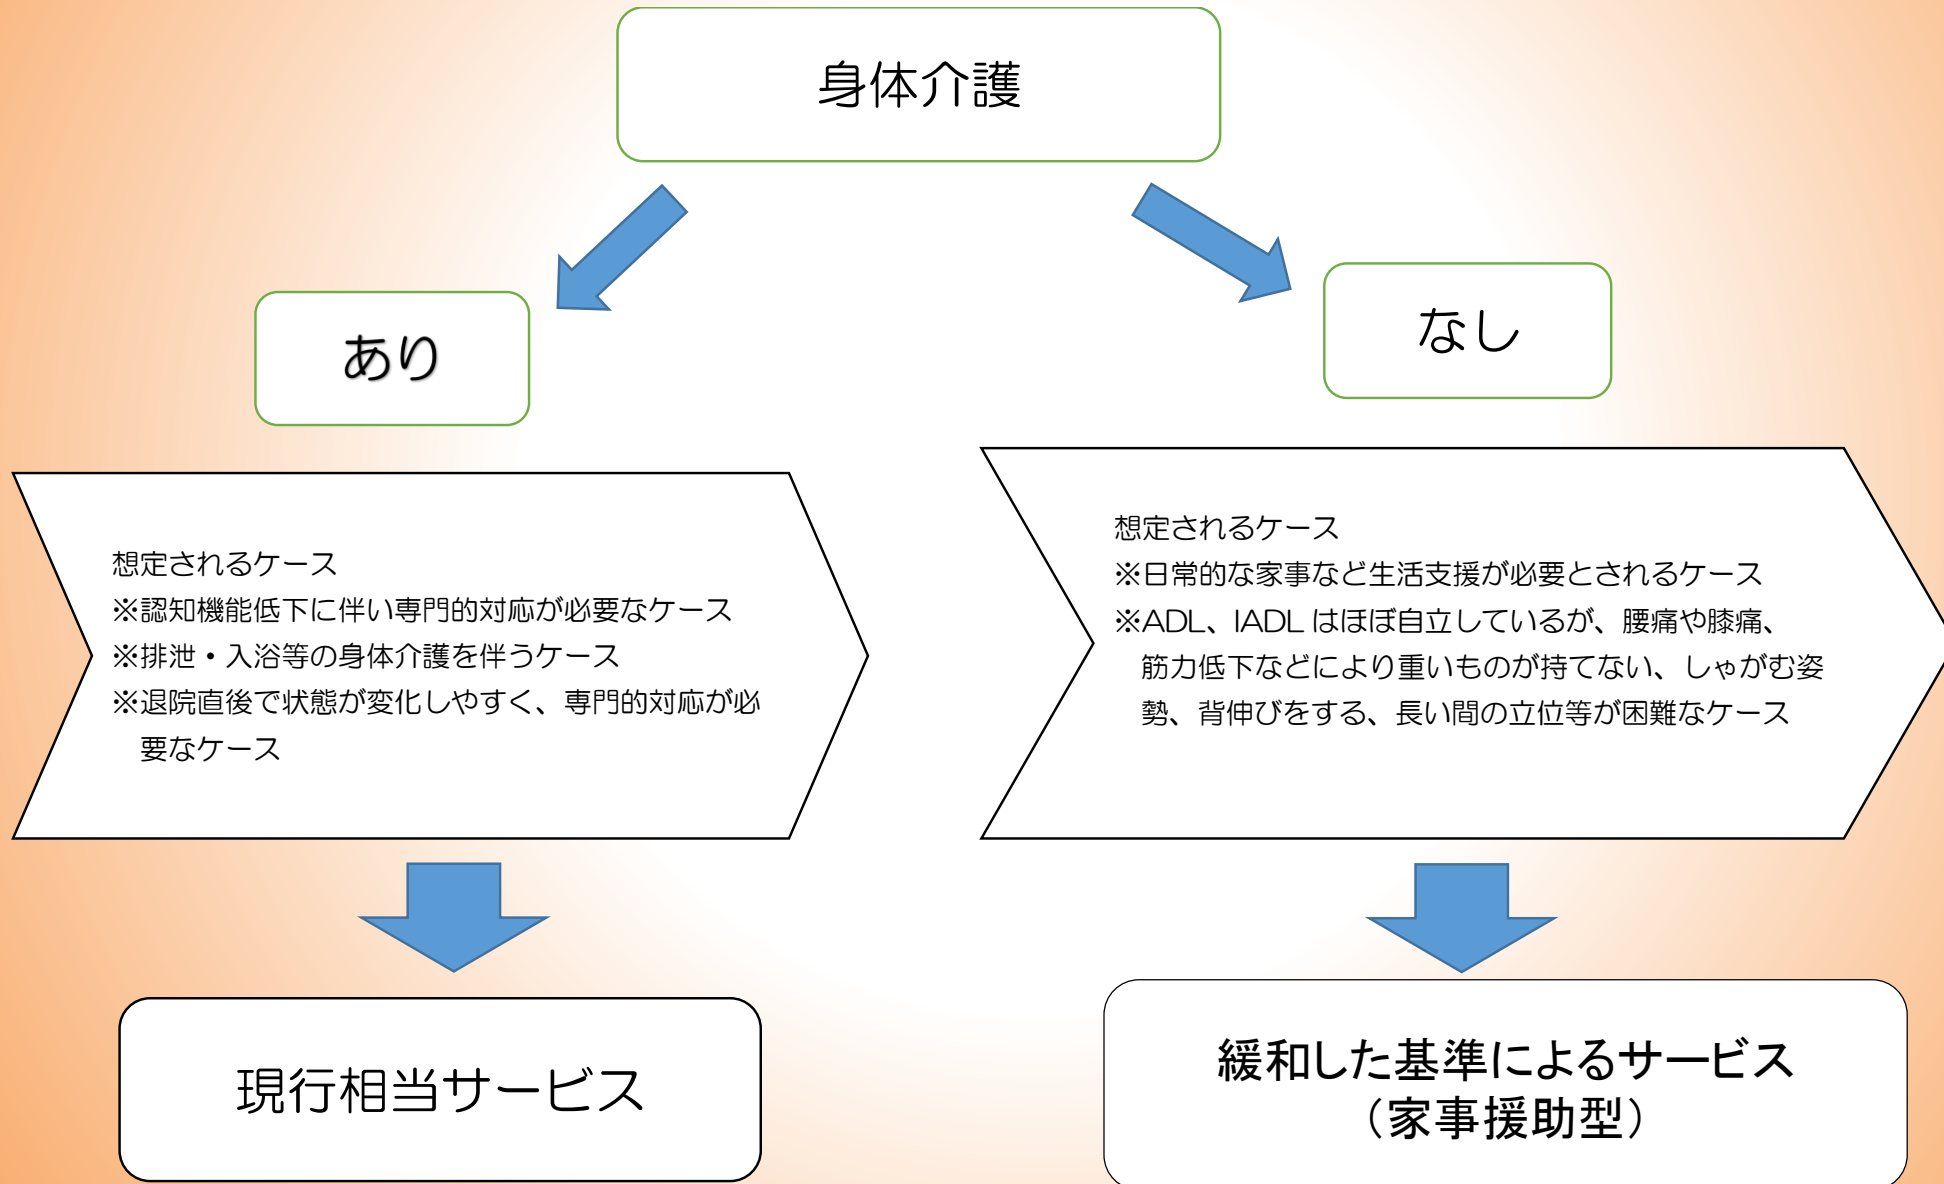 身体介護
あり
なし
想定されるケース
※認知機能低下に伴い専門的対応が必要なケース
※排泄・入浴等の身体介護を伴うケース
※退院直後で状態が変化しやすく、専門的対応が必
要なケース
想定されるケース
※日常的な家事など生活支援が必要とされるケース
※ADL、IADL はほぼ自立しているが、腰痛や膝痛、
筋力低下などにより重いものが持てない、しゃがむ姿
勢、背伸びをする、長い間の立位等が困難なケース
現行相当サービス
緩和した基準によるサービス
（家事援助型）